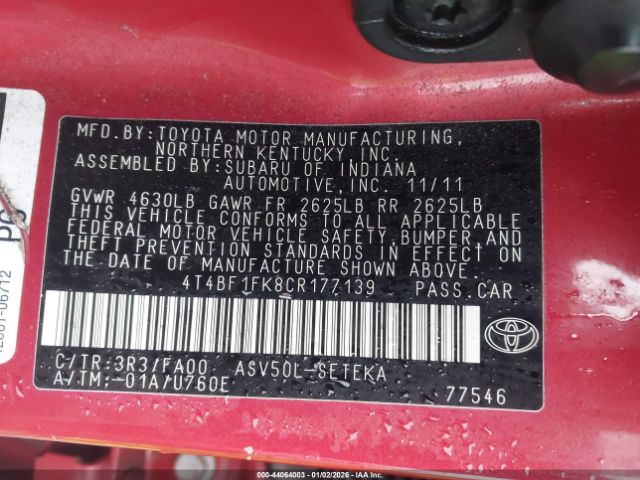 MFD.BY: TOYOTA MOTOR MANUFACTURING,
NORTHERN KENTUCKY,INC.
ASSEMBLED BY:SUBARU OF INDIANA
AUTOMOTIVE,INC. 11/11
GVWR 4630LB GAWR FR 2625LB RR 2625LB
THIS VEHICLE CONFORMS TO ALL APPLICABLE
FEDERAL MOTOR VEHICLE SAFETY,BUMPER,AND
THEFT PREVENTION STANDARDS IN EFFECT
ON THE DATE OF MANUFACTURE SHOWN ABOVE.
4T4BF1FK8CR177139 PASS.CAR
C/TR:3R3/FA00 ASV50L-SETEKA
A/TM:-01A/U760E
77546
000-44064003 - 01/02/2026 - IAAI.COM